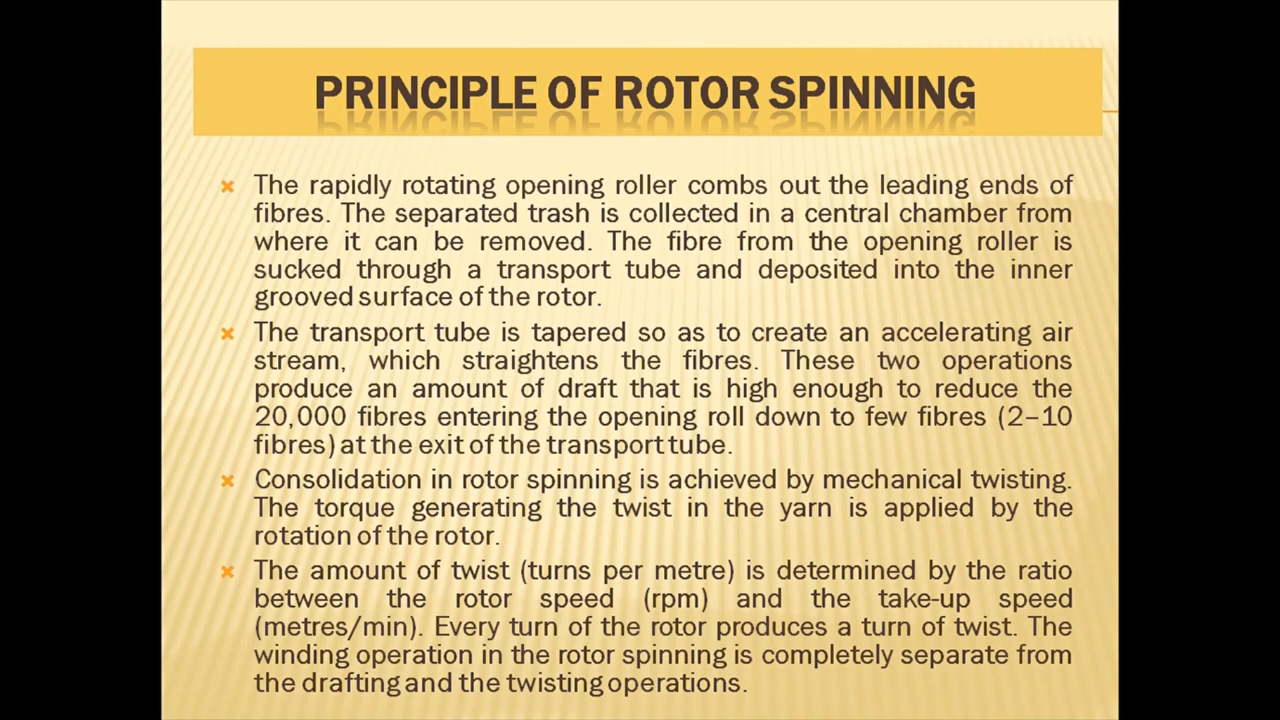 PRINCIPLE OF ROTOR SPINNING
The rapidly rotating opening roller combs out the leading ends of
fibres. The separated trash is collected in a central chamber from
where it can be removed. The fibre from the opening roller is
sucked through a transport tube and deposited into the inner
grooved surface of the rotor.
The transport tube is tapered so as to create an accelerating air
stream, which straightens the fibres. These two operations
produce an amount of draft that is high enough to reduce the
20,000 fibres entering the opening roll down to few fibres (2–10
fibres) at the exit of the transport tube.
Consolidation in rotor spinning is achieved by mechanical twisting.
The torque generating the twist in the yarn is applied by the
rotation of the rotor.
The amount of twist (turns per metre) is determined by the ratio
between the rotor speed (rpm) and the take-up speed
(metres/min). Every turn of the rotor produces a turn of twist. The
winding operation in the rotor spinning is completely separate from
the drafting and the twisting operations.